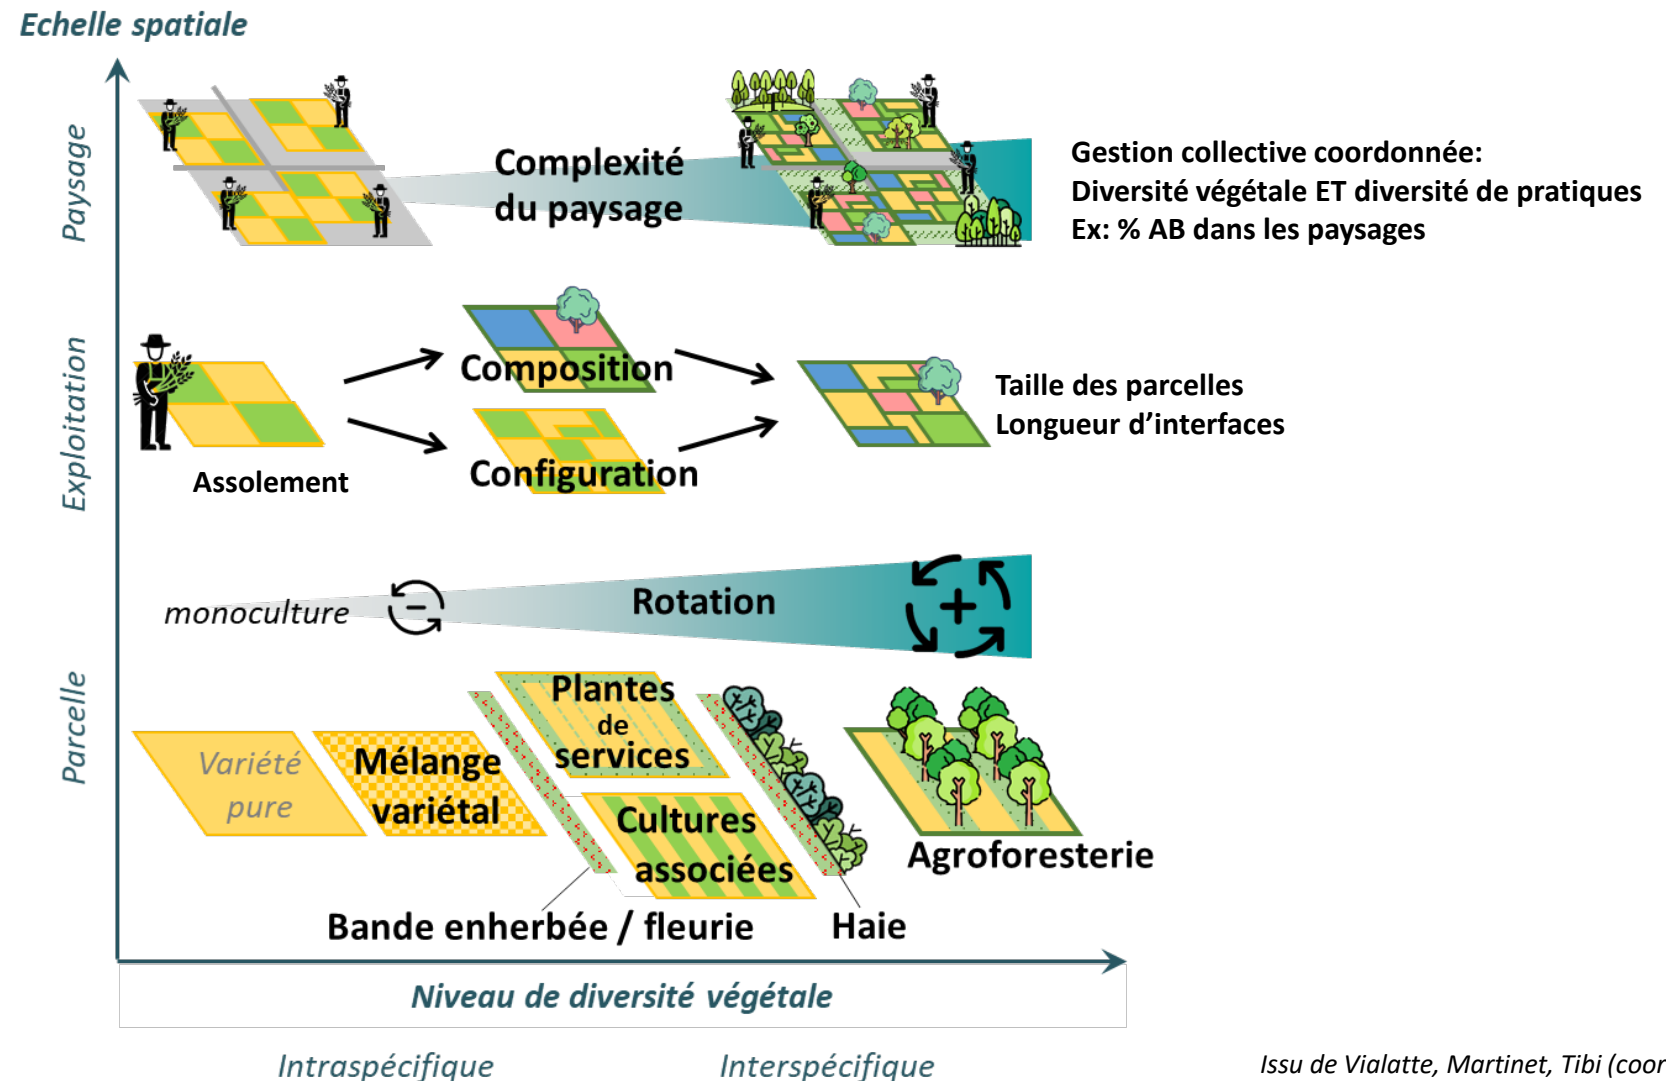 Echelle spatiale
Paysage
Complexité
du paysage
Gestion collective coordonnée:
Diversité végétale ET diversité de pratiques
Ex: % AB dans les paysages
Exploitation
Assolement
Composition
Configuration
Taille des parcelles
Longueur d’interfaces
Parcelle
monoculture
Rotation
Variété
pure
Mélange
variétal
Plantes
de
services
Cultures
associées
Bande enherbée / fleurie
Haie
Agroforesterie
Niveau de diversité végétale
Intraspécifique
Interspécifique
Issu de Vialatte, Martinet, Tibi (coor